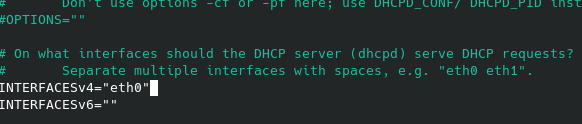 # Don't use options -cf or -pf here; use DHCPD_CONF/ DHCPD_PID inst
#OPTIONS=""
# On what interfaces should the DHCP server (dhcpd) serve DHCP requests?
# Separate multiple interfaces with spaces, e.g. "eth0 eth1".
INTERFACESv4="eth0"
INTERFACESv6=""